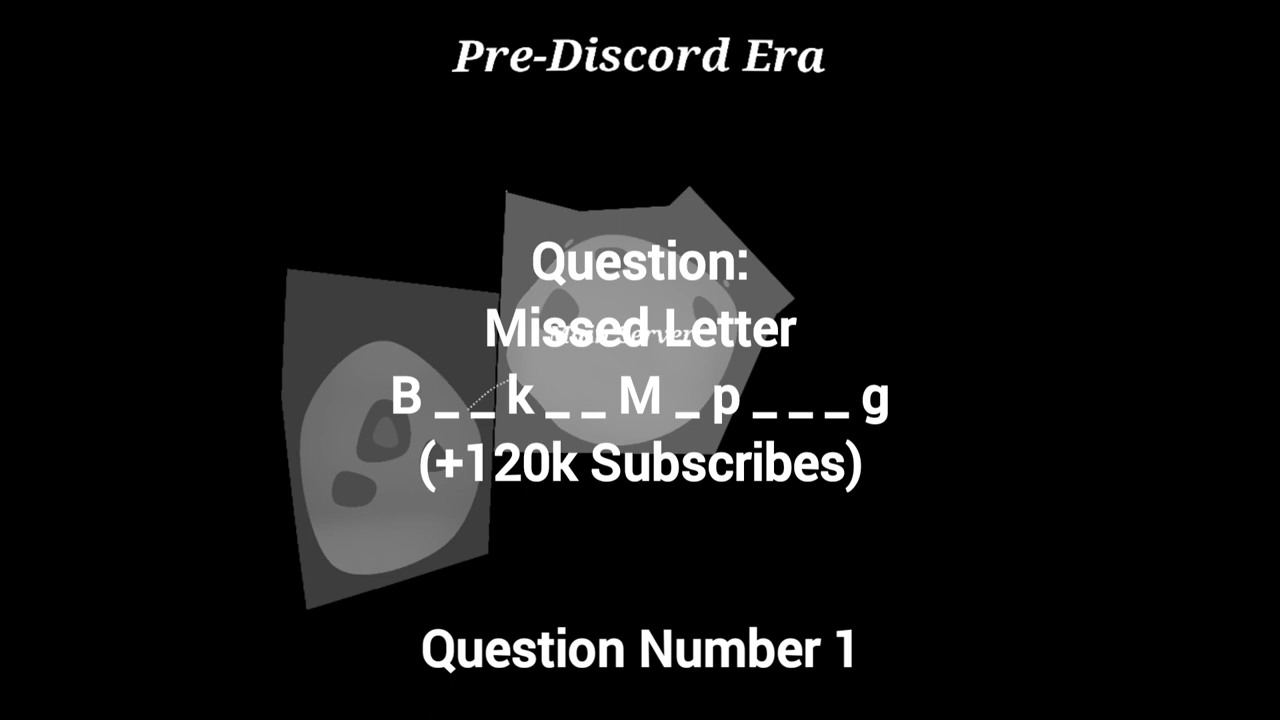 Pre-Discord Era
Question:
Missed Letter
B _ _ k _ _ M _ p _ _ _ g
(+120k Subscribes)
Question Number 1